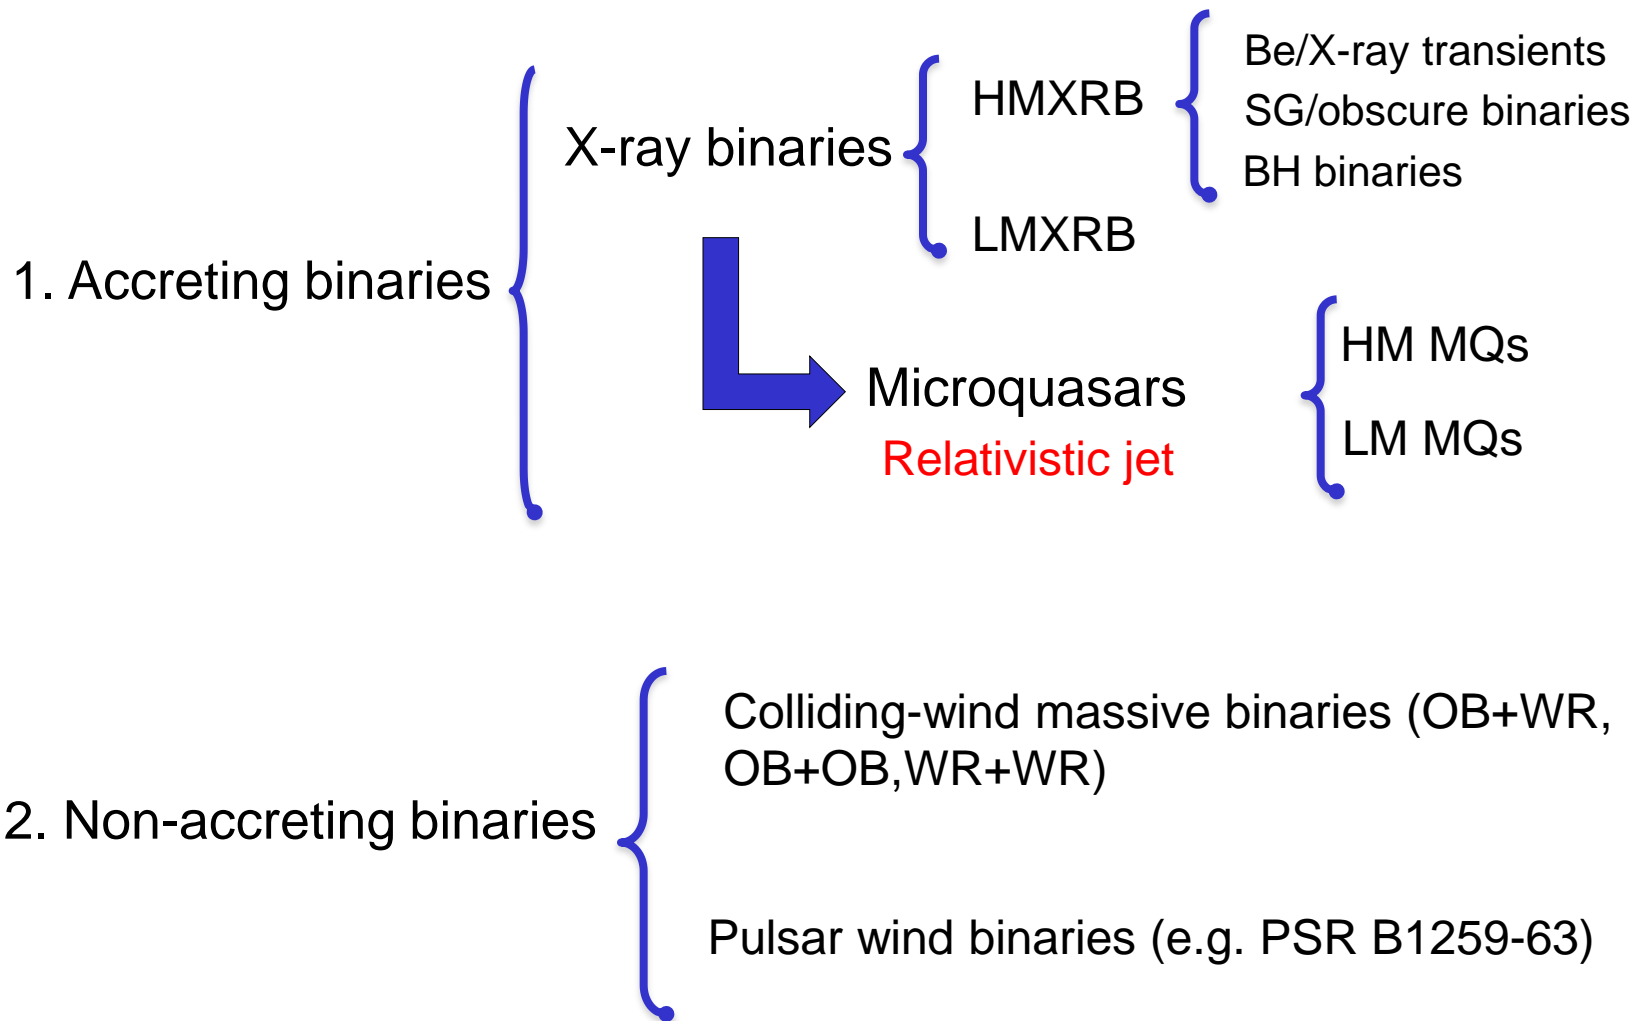 1. Accreting binaries
X-ray binaries
HMXRB
Be/X-ray transients
SG/obscure binaries
BH binaries
LMXRB
Microquasars
Relativistic jet
HM MQs
LM MQs
2. Non-accreting binaries
Colliding-wind massive binaries (OB+WR,
OB+OB,WR+WR)
Pulsar wind binaries (e.g. PSR B1259-63)